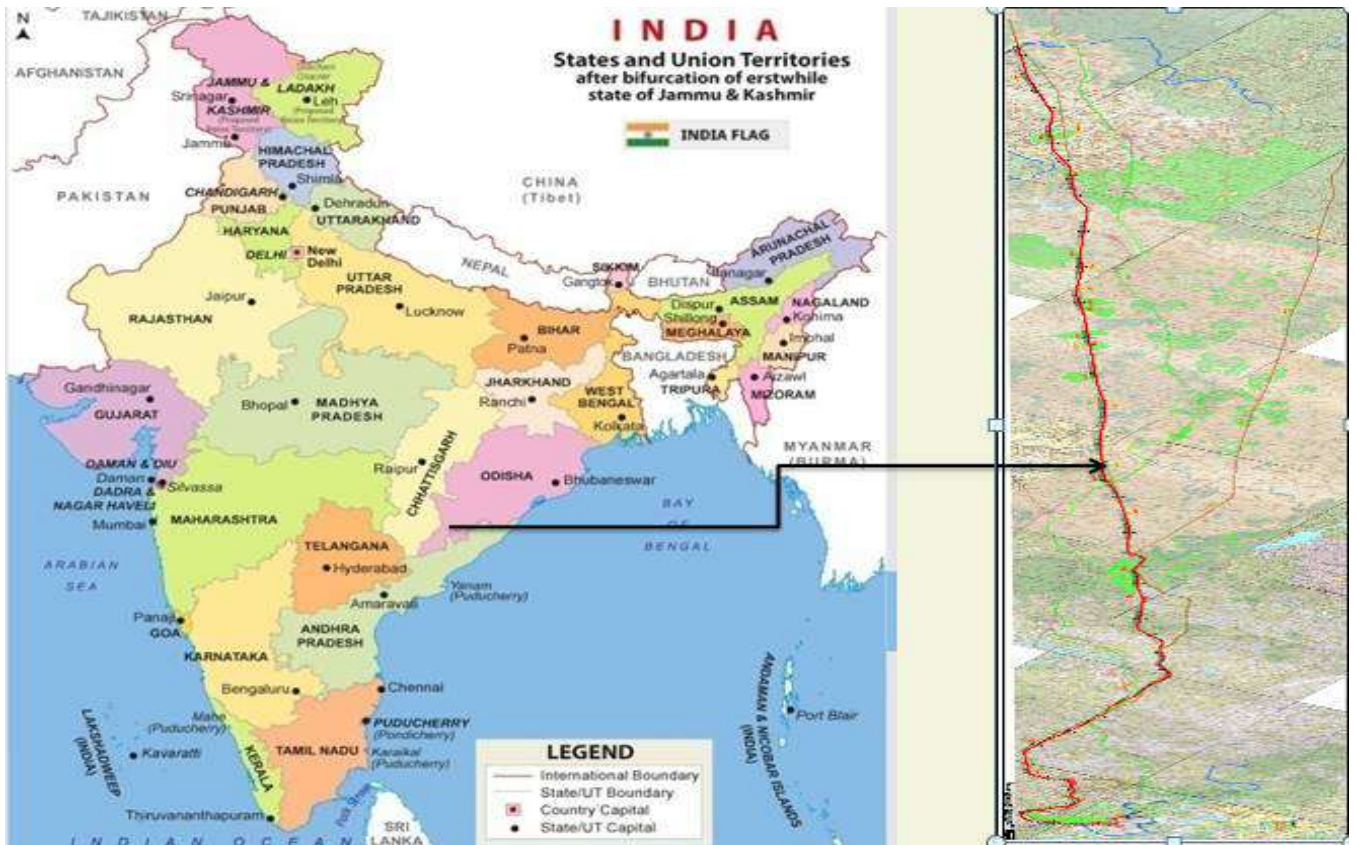 N
TAJIKISTAN
AFGHANISTAN
PAKISTAN
INDIA
States and Union Territories
after bifurcation of erstwhile
state of Jammu & Kashmir
INDIA FLAG
JAMMU &
KASHMIR
LADAKH
Srinagar
Leh
Jammu
HIMACHAL
PRADESH
Shimla
CHANDIGARH
PUNJAB
Dehradun
UTTARAKHAND
HARYANA
DELHI
New
Delhi
CHINA
(Tibet)
NEPAL
UTTAR
PRADESH
Lucknow
Jaipur
RAJASTHAN
SIKKIM
Gangtok
BHUTAN
ARUNACHAL
PRADESH
Itanagar
Dispur
ASSAM
NAGALAND
Shillong
Kohima
MEGHALAYA
Imphal
MANIPUR
BIHAR
Patna
BANGLADESH
Agartala
TRIPURA
Aizawl
MIZORAM
JHARKHAND
Ranchi
WEST
BENGAL
Kolkata
MYANMAR
(BURMA)
Gandhinagar
GUJARAT
Bhopal
MADHYA
PRADESH
CHHATTISGARH
Raipur
ODISHA
Bhubaneswar
DAMAN & DIU
Daman
Silvassa
DADRA &
NAGAR HAVELI
Mumbai
MAHARASHTRA
TELANGANA
Hyderabad
BAY
OF
BENGAL
ARABIAN
SEA
Yanam
(Puducherry)
Amaravati
ANDHRA
PRADESH
Panaji
GOA
KARNATAKA
Bengaluru
Chennai
Mahe
(Puducherry)
PUDUCHERRY
(Pondicherry)
Karaikal
(Puducherry)
TAMIL NADU
KERALA
LAKSHADWEEP
(INDIA)
Kavaratti
Thiruvananthapuram
SRI
LANKA
INDIAN OCEAN
ANDAMAN & NICOBAR ISLANDS
(INDIA)
Port Blair
LEGEND
International Boundary
State/UT Boundary
Country Capital
State/UT Capital